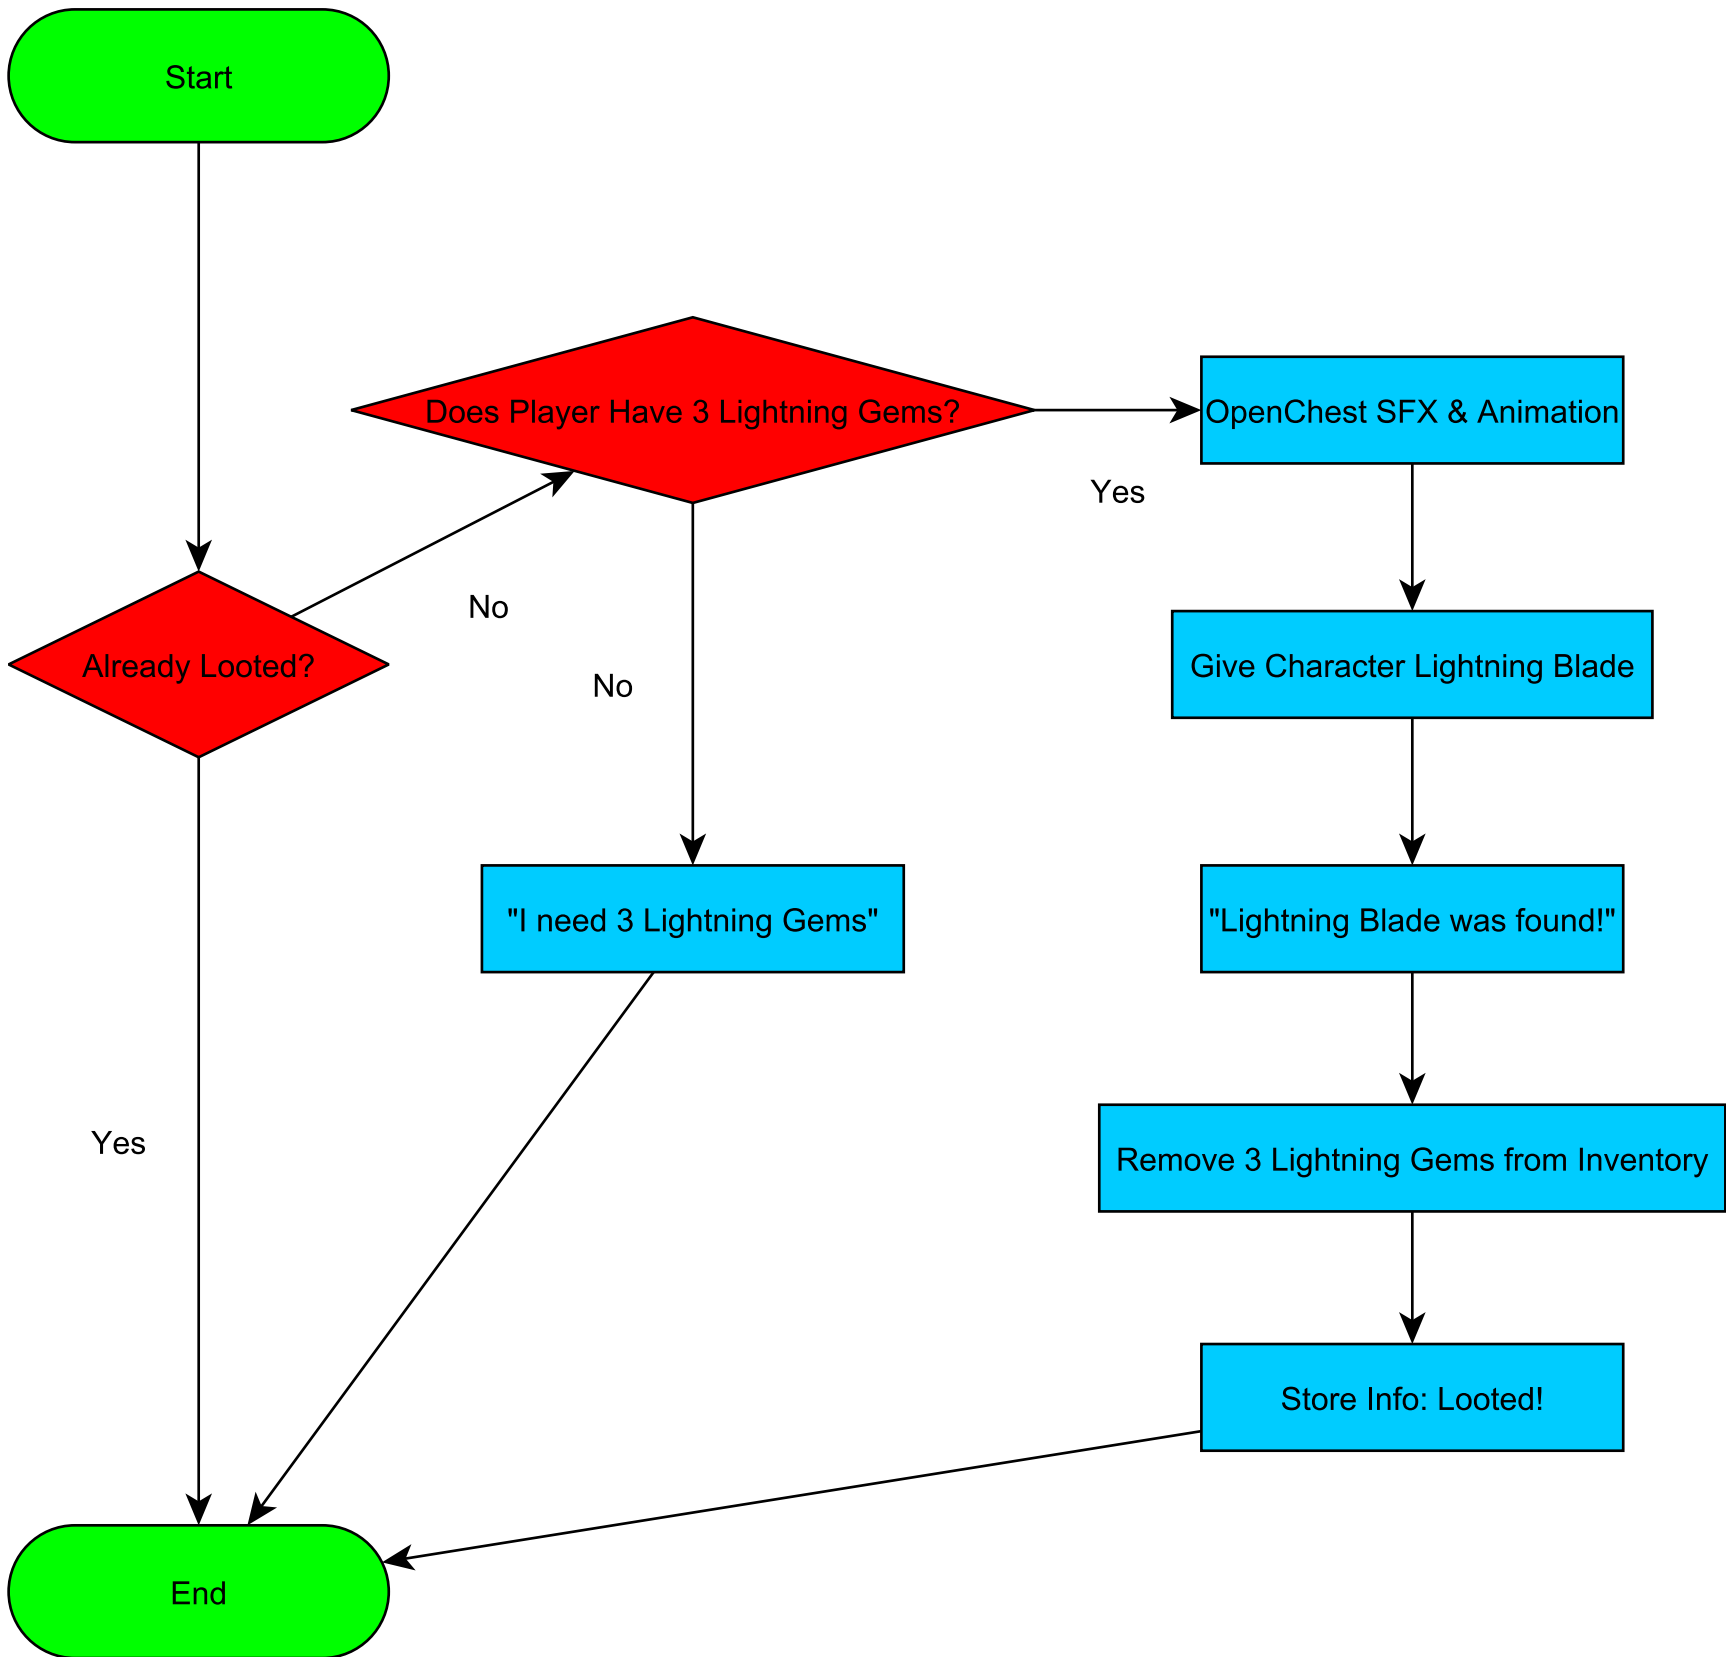 Start
Does Player Have 3 Lightning Gems?
OpenChest SFX & Animation
Yes
No
Already Looted?
No
Give Character Lightning Blade
"I need 3 Lightning Gems"
"Lightning Blade was found!"
Yes
Remove 3 Lightning Gems from Inventory
Store Info: Looted!
End